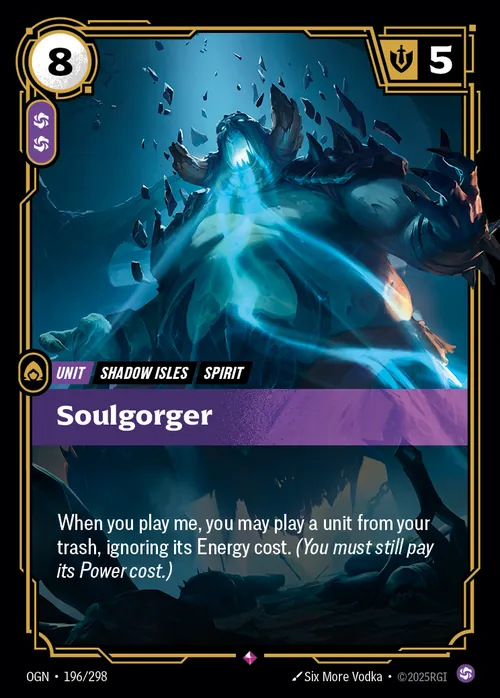 8
5
UNIT SHADOW ISLES SPIRIT
Soulgorger
When you play me, you may play a unit from your
trash, ignoring its Energy cost. (You must still pay
its Power cost.)
OGN • 196/298
Six More Vodka • ©2025RGI